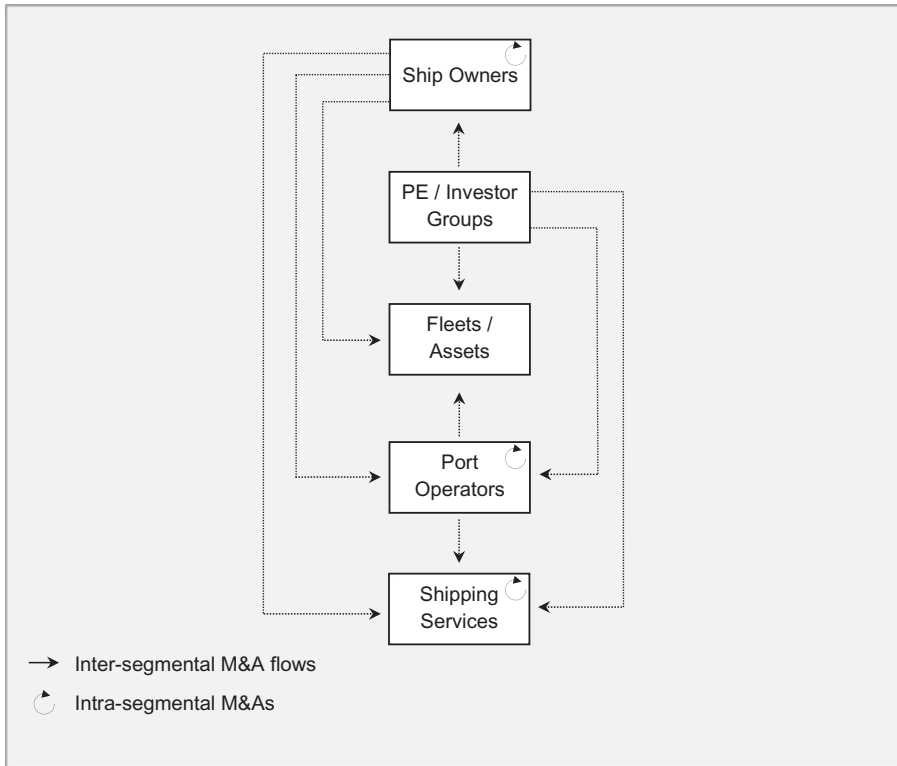 Ship Owners
PE / Investor
Groups
Fleets /
Assets
Port
Operators
Shipping
Services
Inter-segmental M&A flows
Intra-segmental M&As